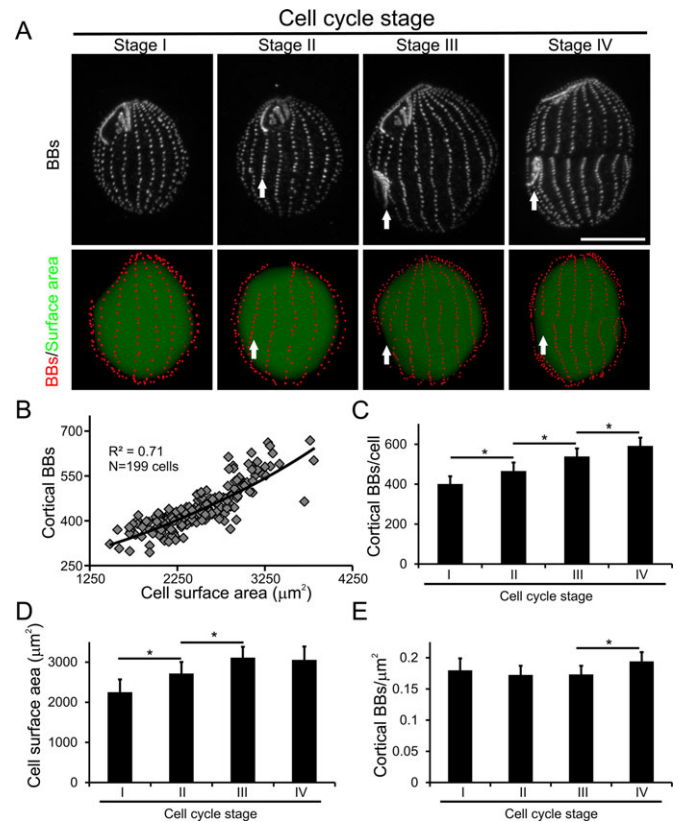 Cell cycle stage
A
Stage I Stage II Stage III Stage IV
BBs
BBs/Surface area
B
Cortical BBs
700
550
400
250
R² = 0.71
N=199 cells
1250 2250 3250 4250
Cell surface area (μm²)
C
Cortical BBs/cell
600
400
200
0
I II III IV
Cell cycle stage
* * *
D
Cell surface aea (μm²)
3000
2000
1000
0
I II III IV
Cell cycle stage
* *
E
Cortical BBs/μm²
0.2
0.15
0.1
0.05
0
I II III IV
Cell cycle stage
*